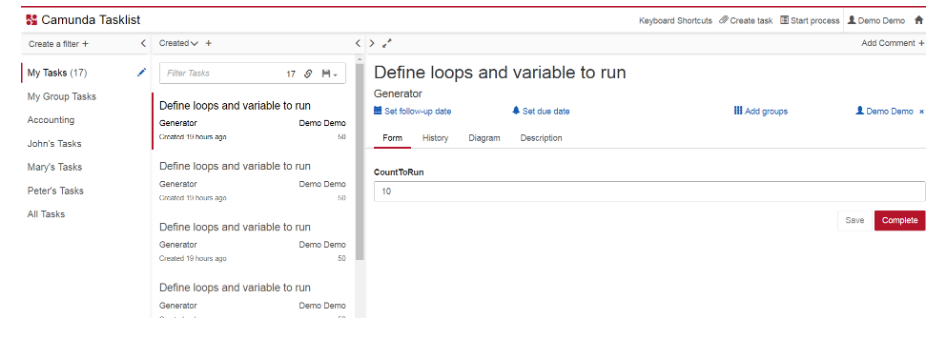 Camunda Tasklist
Keyboard Shortcuts Create task Start process Demo Demo
Create a filter +
Created +
Add Comment +
My Tasks (17)
My Group Tasks
Accounting
John's Tasks
Mary's Tasks
Peter's Tasks
All Tasks
Filter Tasks 17
Define loops and variable to run
Generator Demo Demo
Created 19 hours ago 50
Define loops and variable to run
Generator Demo Demo
Created 19 hours ago 50
Define loops and variable to run
Generator Demo Demo
Created 19 hours ago 50
Define loops and variable to run
Generator Demo Demo
Define loops and variable to run
Generator
Set follow-up date Set due date Add groups Demo Demo ×
Form History Diagram Description
CountToRun
10
Save Complete